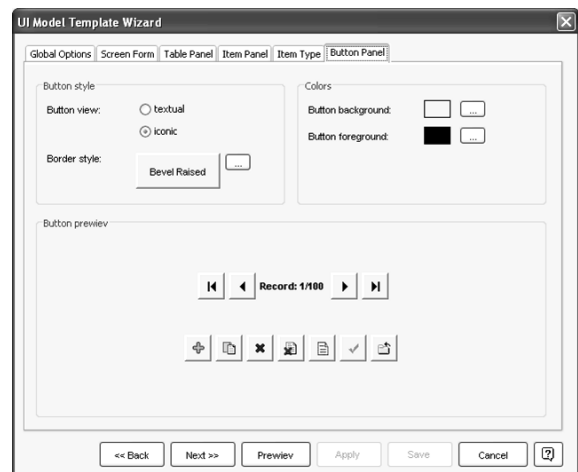 UI Model Template Wizard
Global Options Screen Form Table Panel Item Panel Item Type Button Panel
Button style
Button view:
textual
iconic
Border style:
Bevel Raised
...
Colors
Button background:
...
Button foreground:
...
Button prewiev
Record: 1/100
<< Back Next >> Prewiev Apply Save Cancel ?